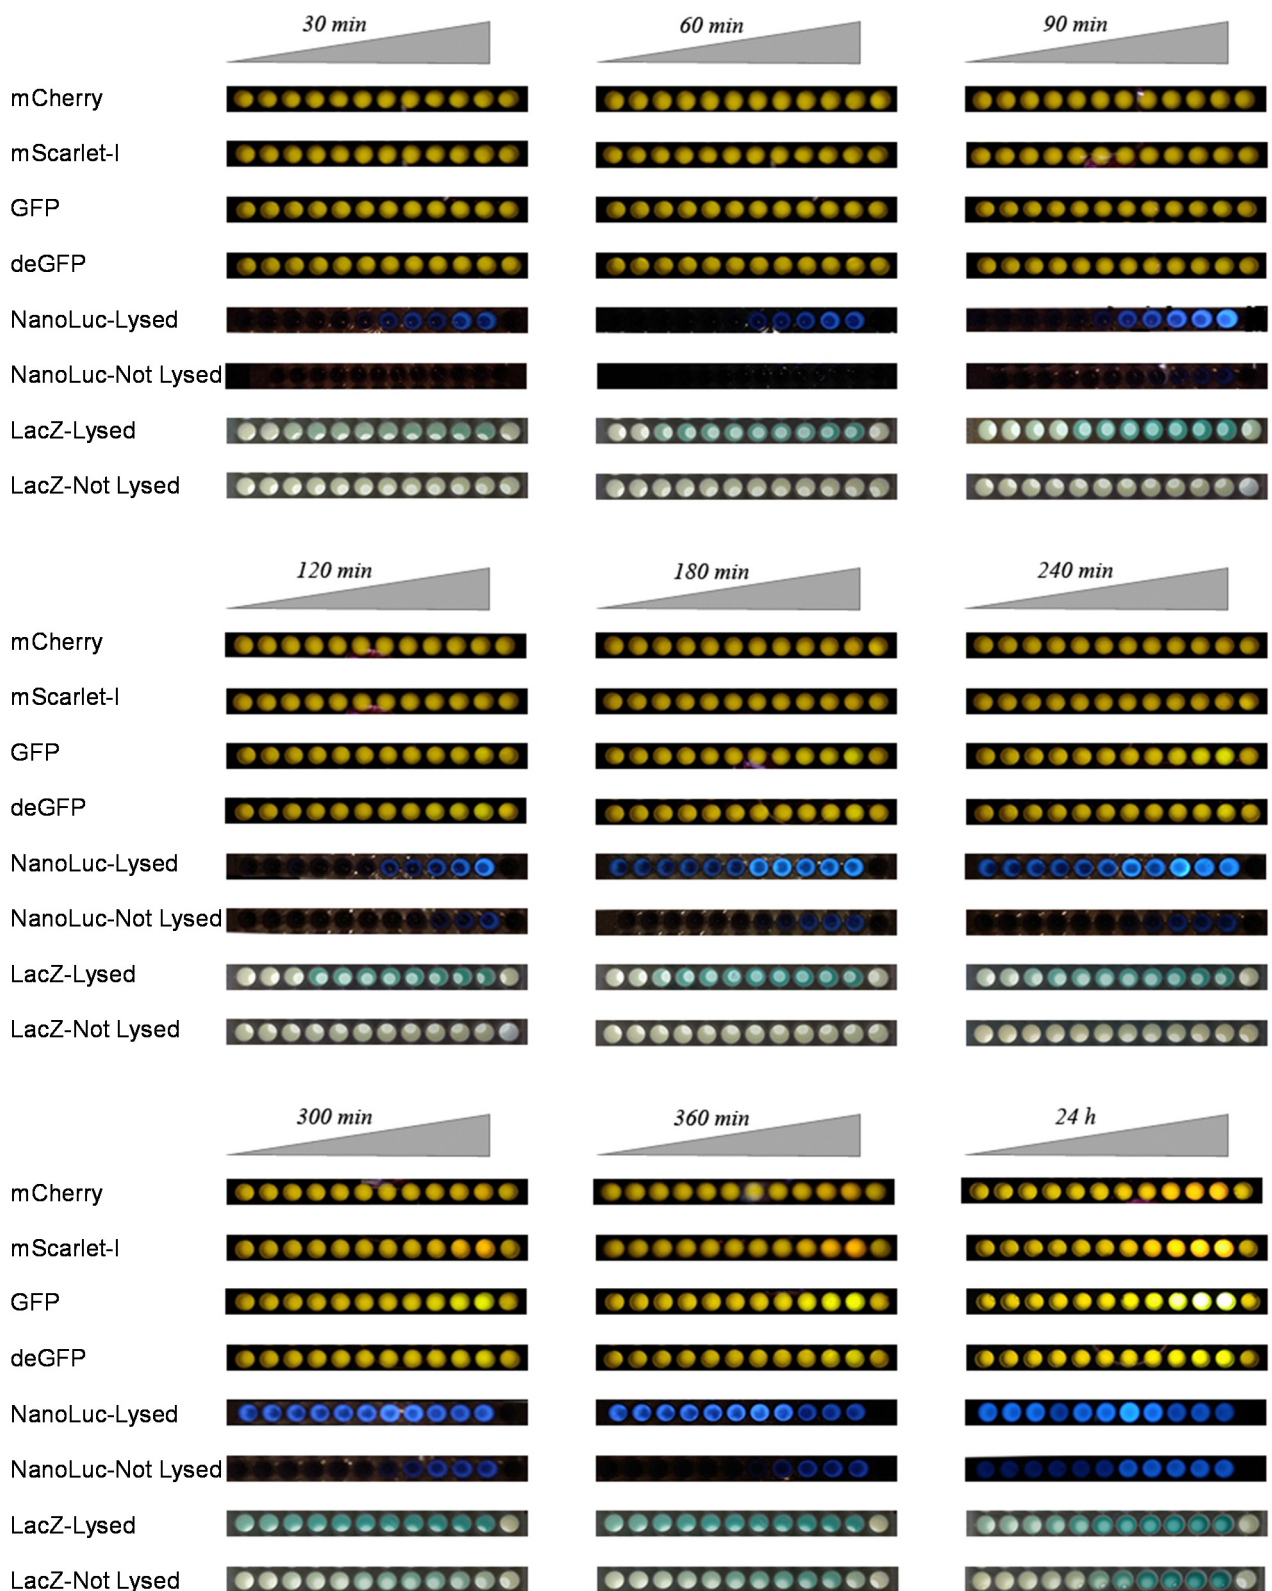 30 min 60 min 90 min
mCherry
mScarlet-I
GFP
deGFP
NanoLuc-Lysed
NanoLuc-Not Lysed
LacZ-Lysed
LacZ-Not Lysed
120 min 180 min 240 min
mCherry
mScarlet-I
GFP
deGFP
NanoLuc-Lysed
NanoLuc-Not Lysed
LacZ-Lysed
LacZ-Not Lysed
300 min 360 min 24 h
mCherry
mScarlet-I
GFP
deGFP
NanoLuc-Lysed
NanoLuc-Not Lysed
LacZ-Lysed
LacZ-Not Lysed